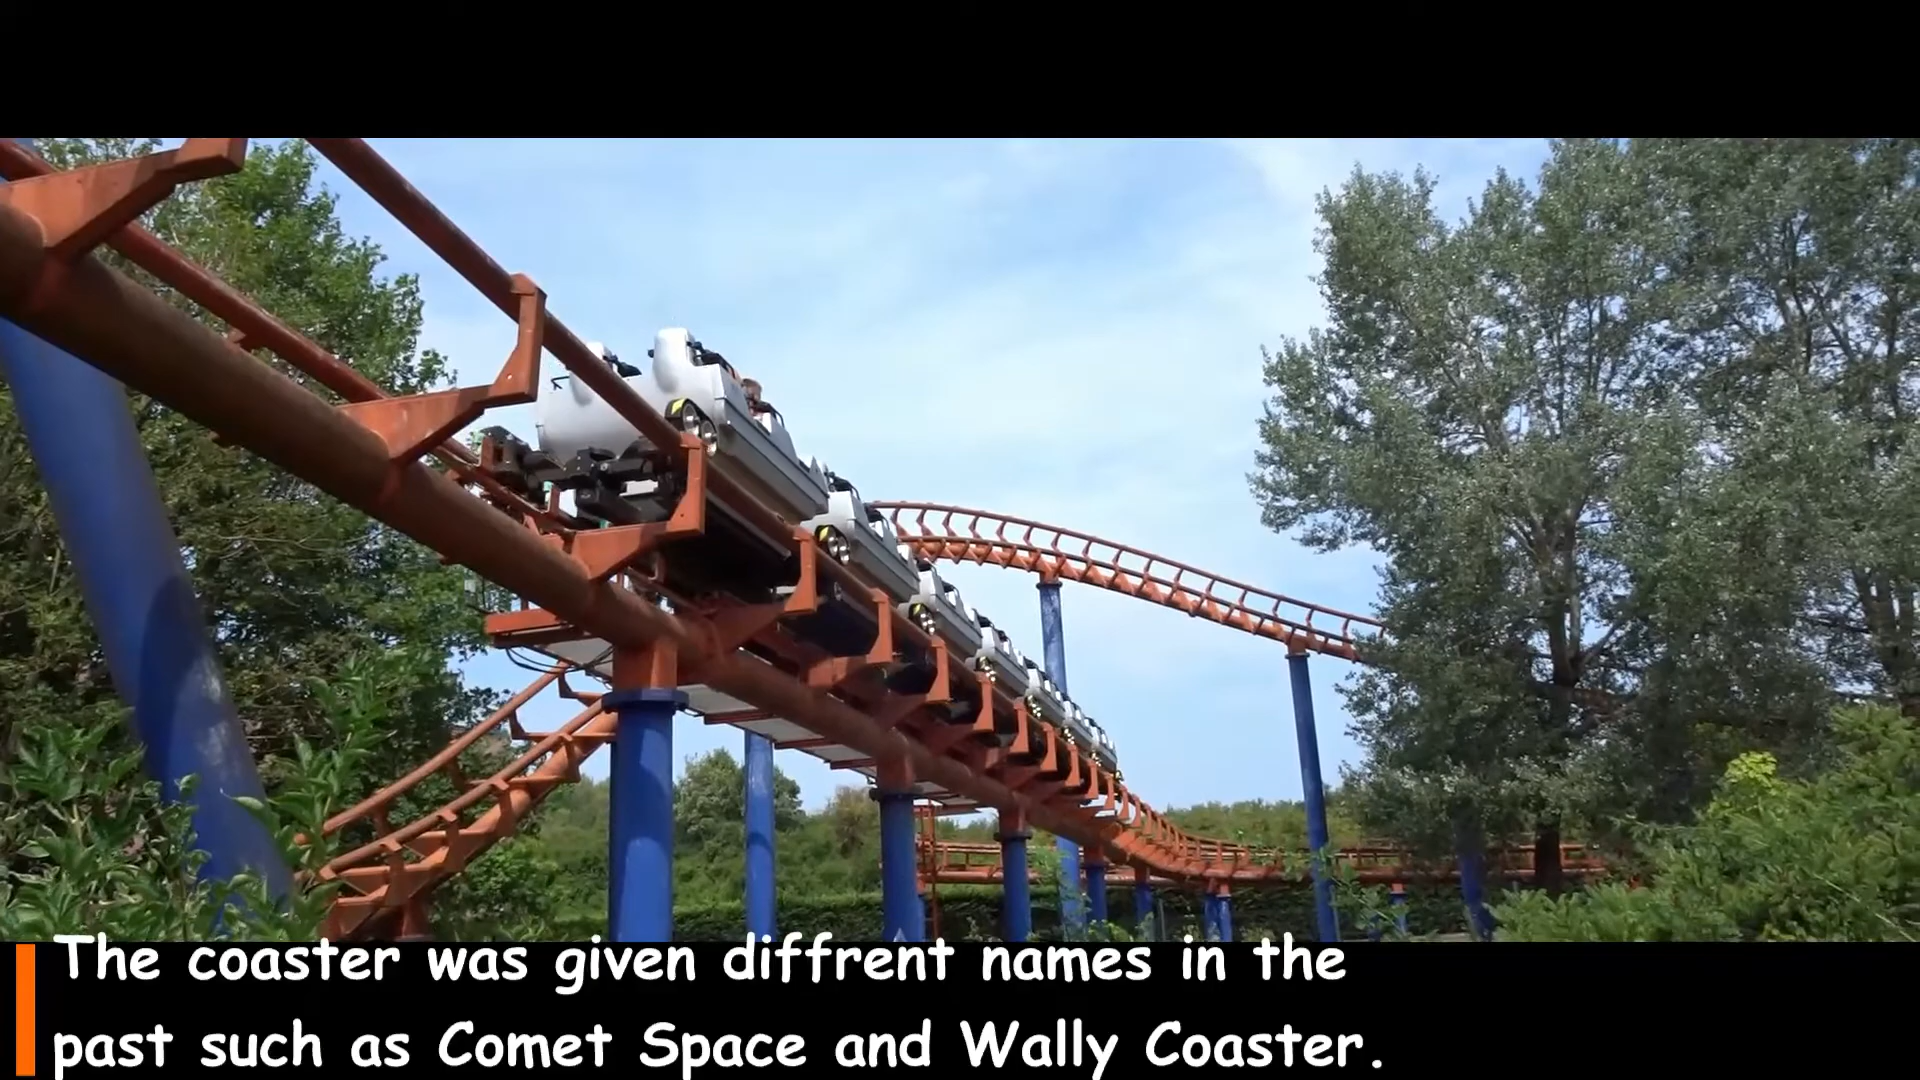 The coaster was given diffrent names in the
past such as Comet Space and Wally Coaster.